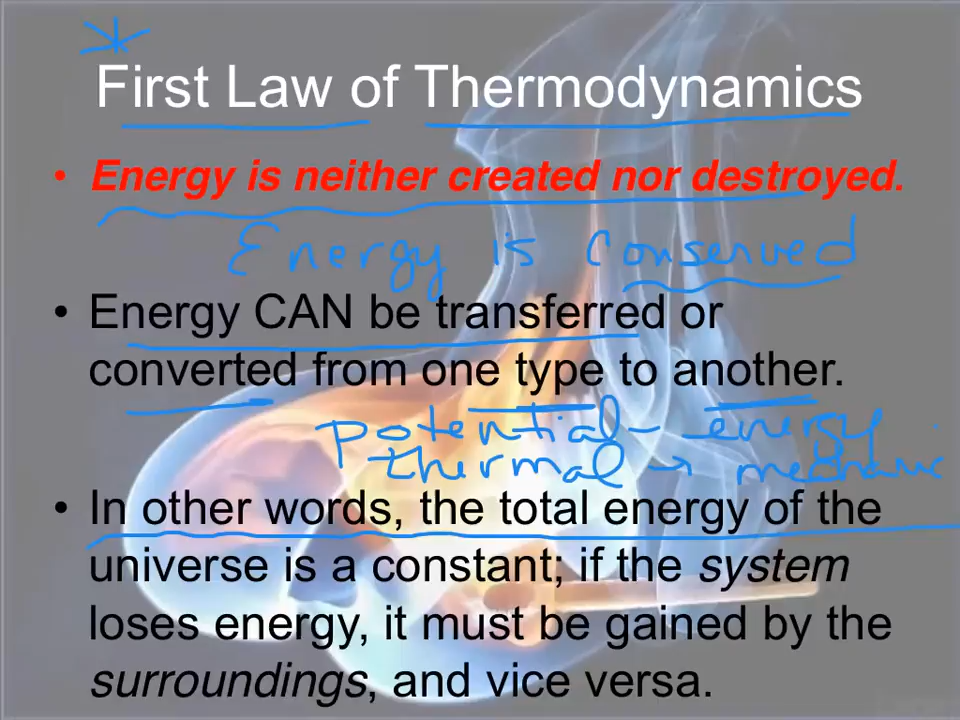 First Law of Thermodynamics
• Energy is neither created nor destroyed.
Energy is conserved
• Energy CAN be transferred or
converted from one type to another.
potential – energy
thermal → mechanic
• In other words, the total energy of the
universe is a constant; if the system
loses energy, it must be gained by the
surroundings, and vice versa.